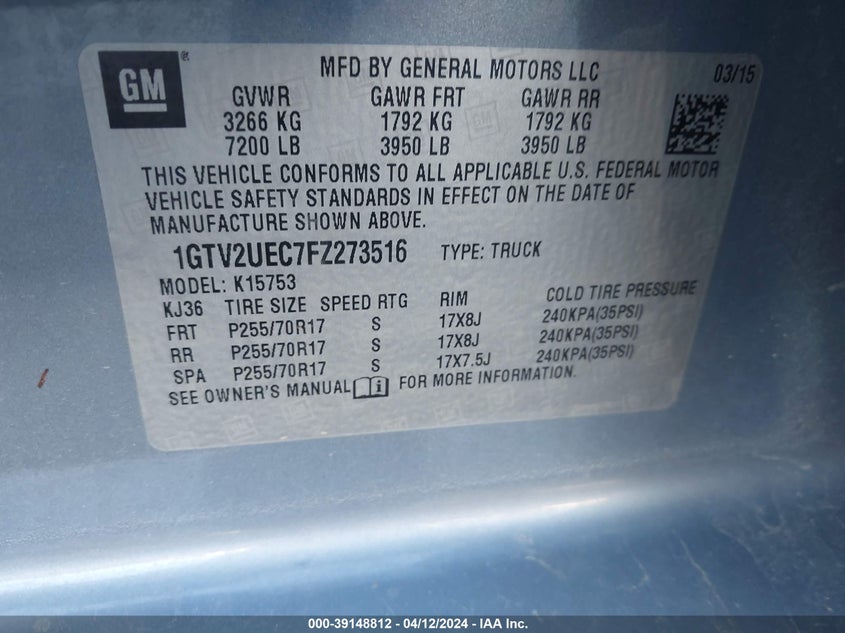 GM ®
MFD BY GENERAL MOTORS LLC 03/15
GVWR GAWR FRT GAWR RR
3266 KG 1792 KG 1792 KG
7200 LB 3950 LB 3950 LB
THIS VEHICLE CONFORMS TO ALL APPLICABLE U.S. FEDERAL MOTOR
VEHICLE SAFETY STANDARDS IN EFFECT ON THE DATE OF
MANUFACTURE SHOWN ABOVE.
1GTV2UEC7FZ273516 TYPE: TRUCK
MODEL: K15753
KJ36 TIRE SIZE SPEED RTG RIM COLD TIRE PRESSURE
FRT P255/70R17 S 17X8J 240KPA(35PSI)
RR P255/70R17 S 17X8J 240KPA(35PSI)
SPA P255/70R17 S 17X7.5J 240KPA(35PSI)
SEE OWNER'S MANUAL FOR MORE INFORMATION.
000-39148812 - 04/12/2024 - IAA Inc.